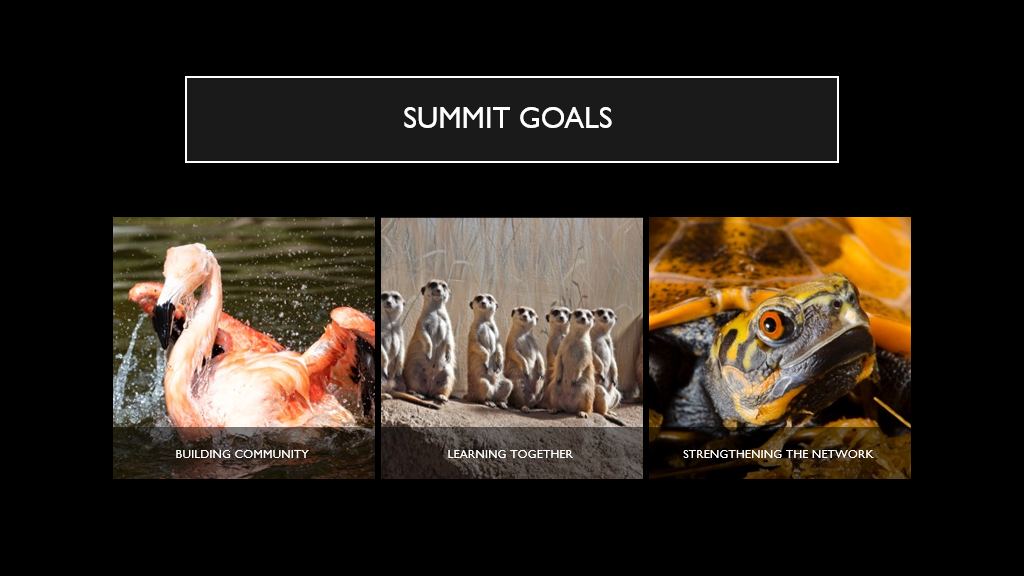 SUMMIT GOALS
BUILDING COMMUNITY
LEARNING TOGETHER
STRENGTHENING THE NETWORK